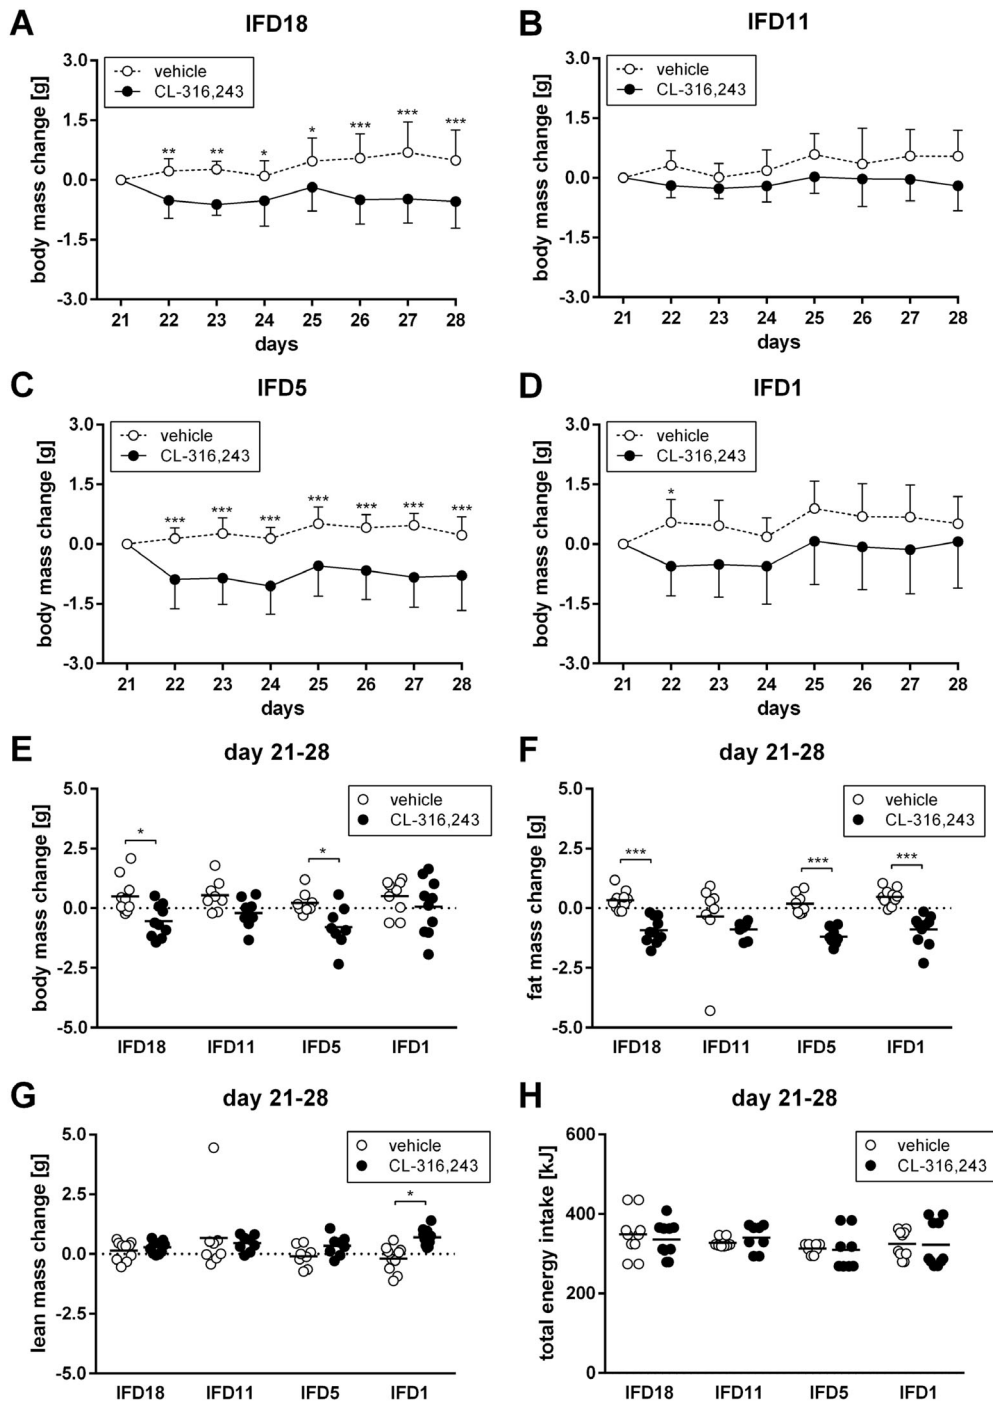 A
IFD18
body mass change [g]
3.0
1.5
0.0
-1.5
-3.0
vehicle
CL-316,243
** ** * * *** *** ***
21 22 23 24 25 26 27 28
days
B
IFD11
body mass change [g]
3.0
1.5
0.0
-1.5
-3.0
vehicle
CL-316,243
21 22 23 24 25 26 27 28
days
C
IFD5
body mass change [g]
3.0
1.5
0.0
-1.5
-3.0
vehicle
CL-316,243
*** *** *** *** *** *** ***
21 22 23 24 25 26 27 28
days
D
IFD1
body mass change [g]
3.0
1.5
0.0
-1.5
-3.0
vehicle
CL-316,243
*
21 22 23 24 25 26 27 28
days
E
day 21-28
body mass change [g]
5.0
2.5
0.0
-2.5
-5.0
vehicle
CL-316,243
* *
IFD18 IFD11 IFD5 IFD1
F
day 21-28
fat mass change [g]
5.0
2.5
0.0
-2.5
-5.0
vehicle
CL-316,243
*** *** ***
IFD18 IFD11 IFD5 IFD1
G
day 21-28
lean mass change [g]
5.0
2.5
0.0
-2.5
-5.0
vehicle
CL-316,243
*
IFD18 IFD11 IFD5 IFD1
H
day 21-28
total energy intake [kJ]
600
400
200
0
vehicle
CL-316,243
IFD18 IFD11 IFD5 IFD1